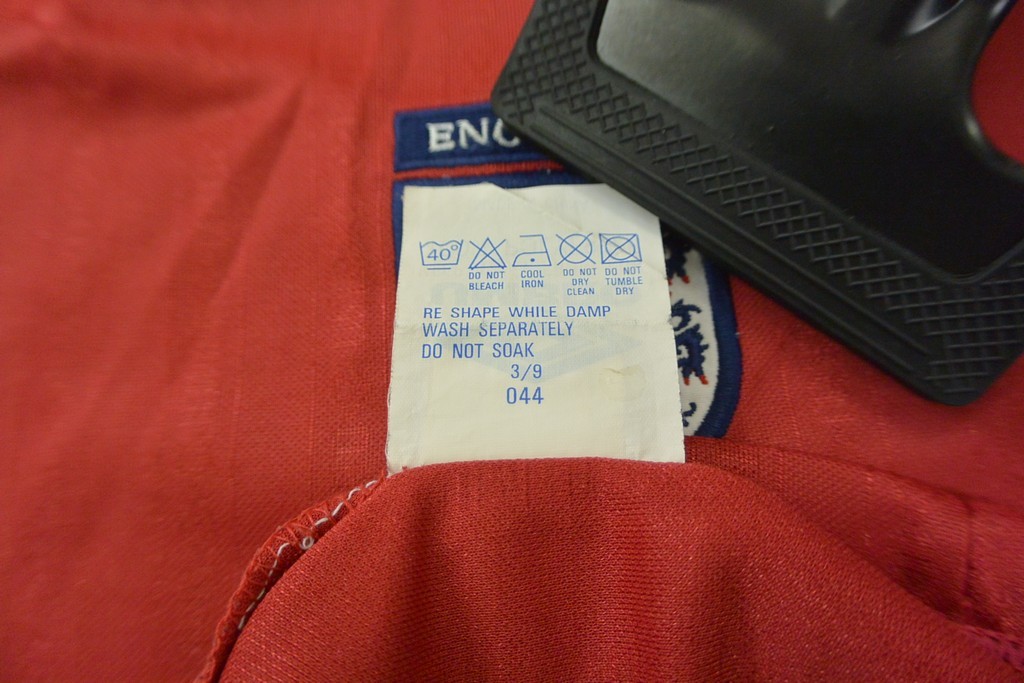 ENG
40°
DO NOT BLEACH
COOL IRON
DO NOT DRY CLEAN
DO NOT TUMBLE DRY
RE SHAPE WHILE DAMP
WASH SEPARATELY
DO NOT SOAK
3/9
044